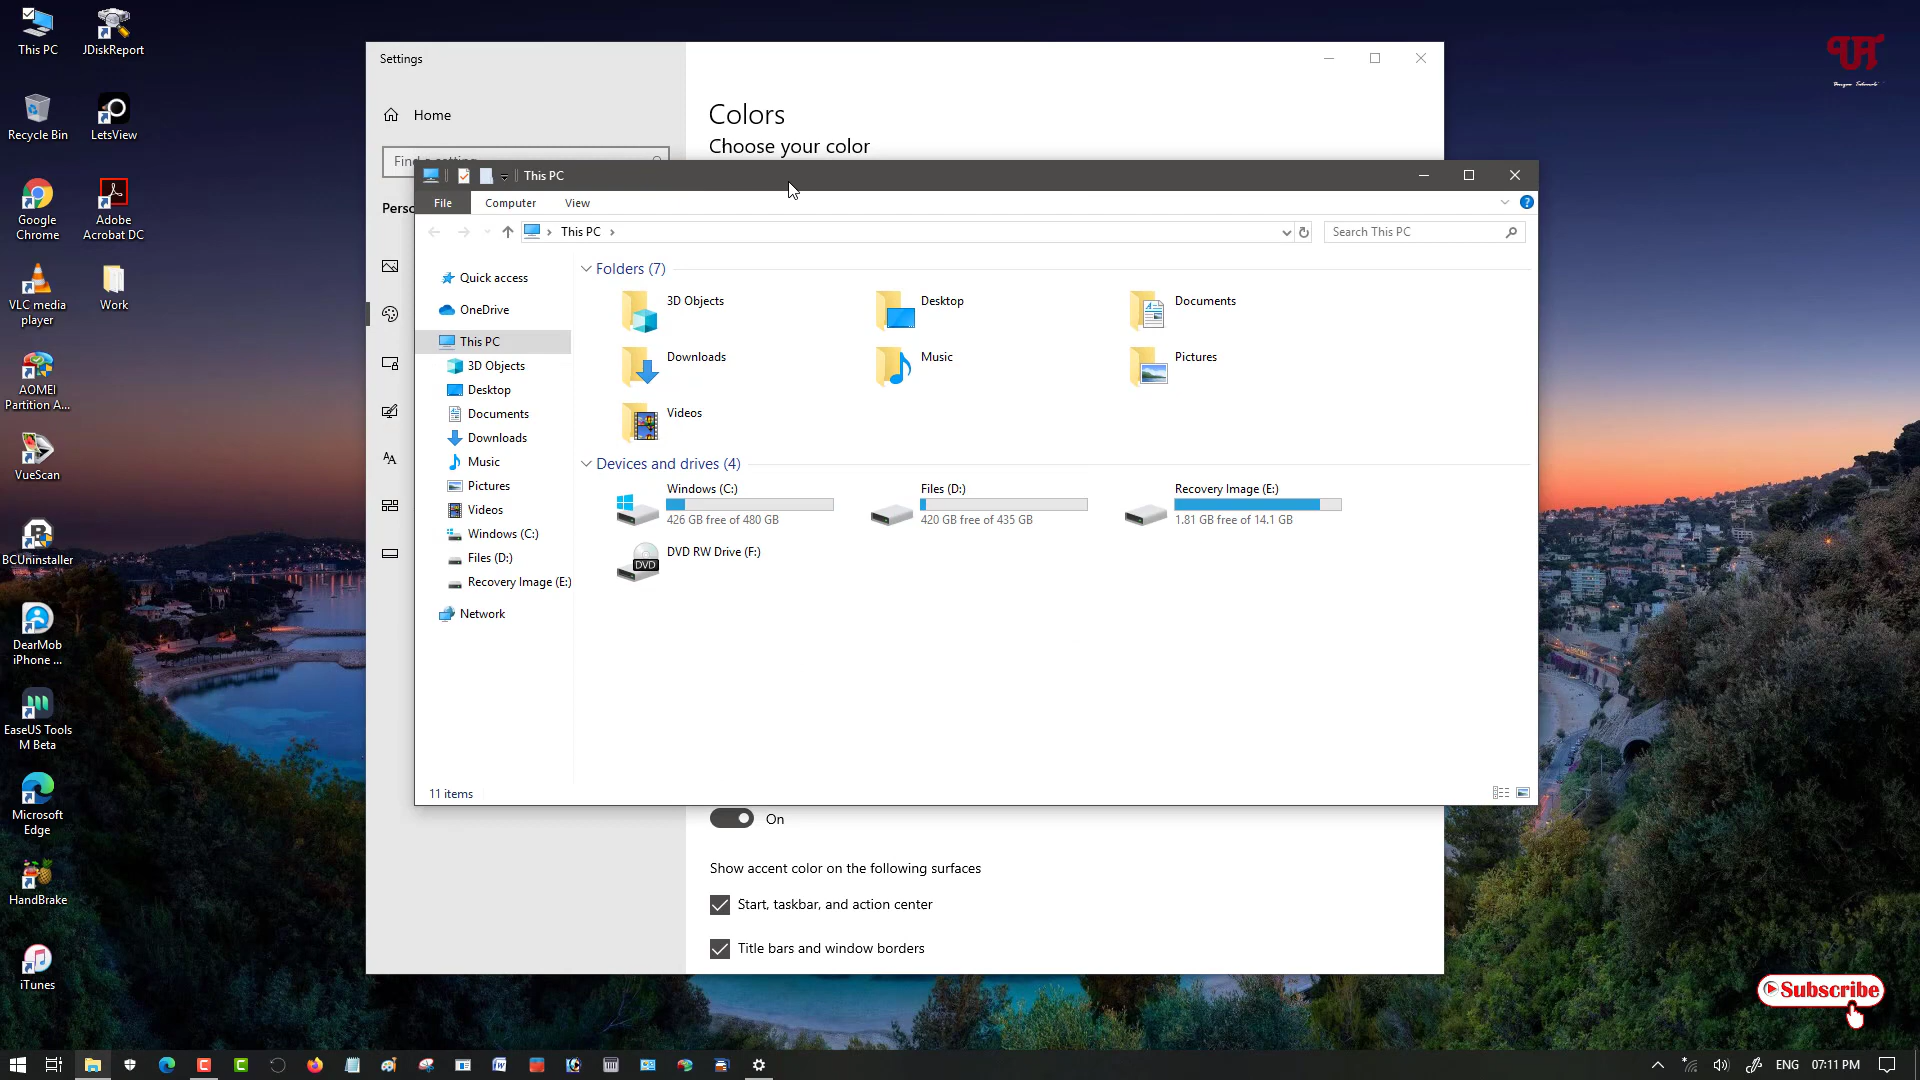 This PC
JDiskReport
Recycle Bin
LetsView
Google
Chrome
Adobe
Acrobat DC
VLC media
player
Work
AOMEI
Partition A...
VueScan
BCUninstaller
DearMob
iPhone ...
EaseUS Tools
M Beta
Microsoft
Edge
HandBrake
iTunes
Settings
Home
Colors
Choose your color
This PC
File
Computer
View
This PC
Search This PC
Quick access
OneDrive
This PC
3D Objects
Desktop
Documents
Downloads
Music
Pictures
Videos
Windows (C:)
Files (D:)
Recovery Image (E:)
Network
Folders (7)
3D Objects
Desktop
Documents
Downloads
Music
Pictures
Videos
Devices and drives (4)
Windows (C:)
426 GB free of 480 GB
Files (D:)
420 GB free of 435 GB
Recovery Image (E:)
1.81 GB free of 14.1 GB
DVD
DVD RW Drive (F:)
11 items
On
Show accent color on the following surfaces
Start, taskbar, and action center
Title bars and window borders
Subscribe
ENG
07:11 PM